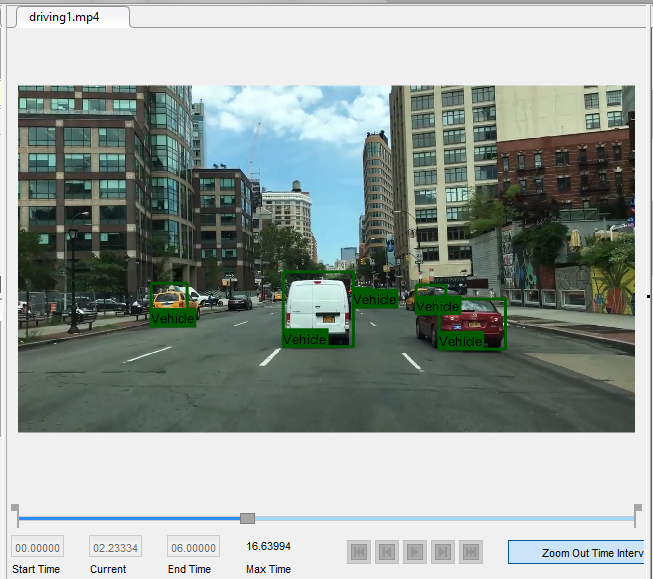 driving1.mp4
Vehicle
Vehicle
Vehicle
Vehicle
Vehicle
00.00000
02.23334
06.00000
16.63994
Zoom Out Time Interv
Start Time
Current
End Time
Max Time